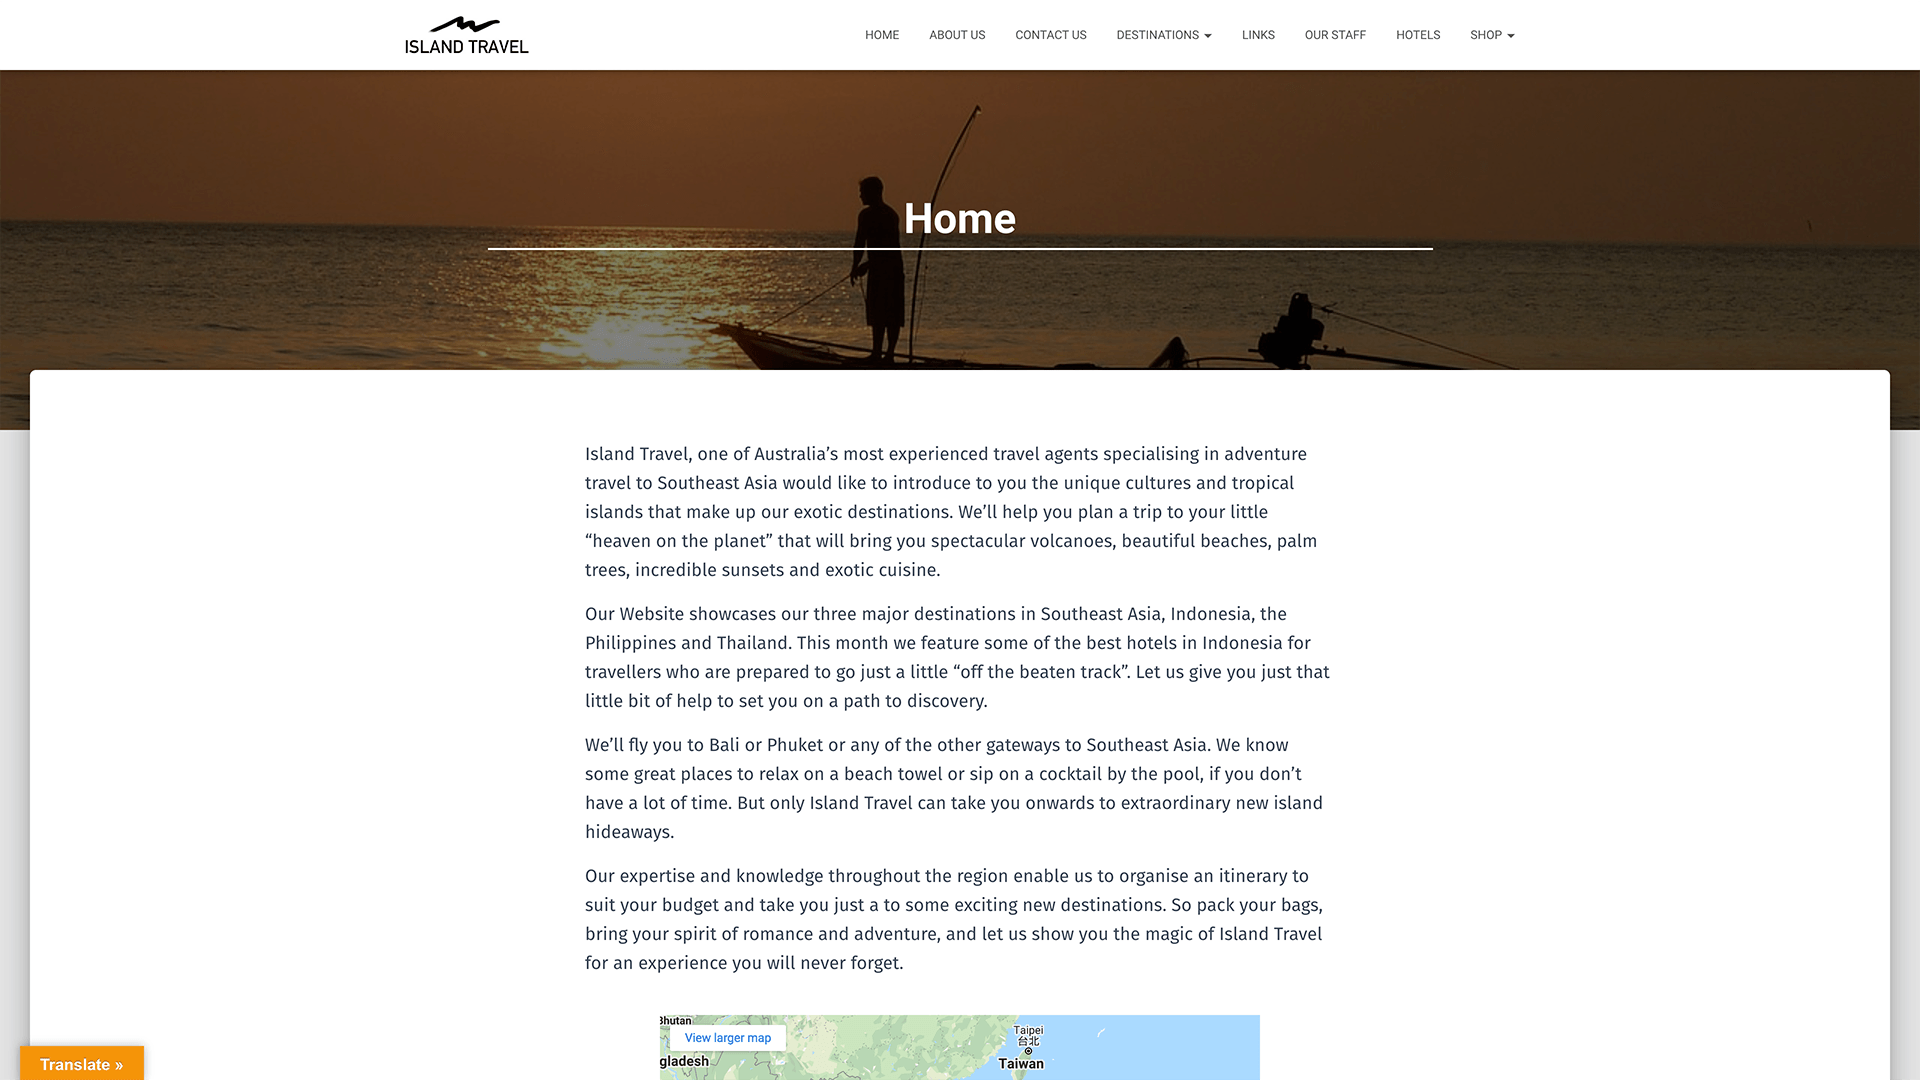 ISLAND TRAVEL
HOME
ABOUT US
CONTACT US
DESTINATIONS
LINKS
OUR STAFF
HOTELS
SHOP
Home
Island Travel, one of Australia’s most experienced travel agents specialising in adventure
travel to Southeast Asia would like to introduce to you the unique cultures and tropical
islands that make up our exotic destinations. We’ll help you plan a trip to your little
“heaven on the planet” that will bring you spectacular volcanoes, beautiful beaches, palm
trees, incredible sunsets and exotic cuisine.
Our Website showcases our three major destinations in Southeast Asia, Indonesia, the
Philippines and Thailand. This month we feature some of the best hotels in Indonesia for
travellers who are prepared to go just a little “off the beaten track”. Let us give you just that
little bit of help to set you on a path to discovery.
We’ll fly you to Bali or Phuket or any of the other gateways to Southeast Asia. We know
some great places to relax on a beach towel or sip on a cocktail by the pool, if you don’t
have a lot of time. But only Island Travel can take you onwards to extraordinary new island
hideaways.
Our expertise and knowledge throughout the region enable us to organise an itinerary to
suit your budget and take you just a to some exciting new destinations. So pack your bags,
bring your spirit of romance and adventure, and let us show you the magic of Island Travel
for an experience you will never forget.
Bhutan
View larger map
gladesh
Taipei
台北
Taiwan
Translate »